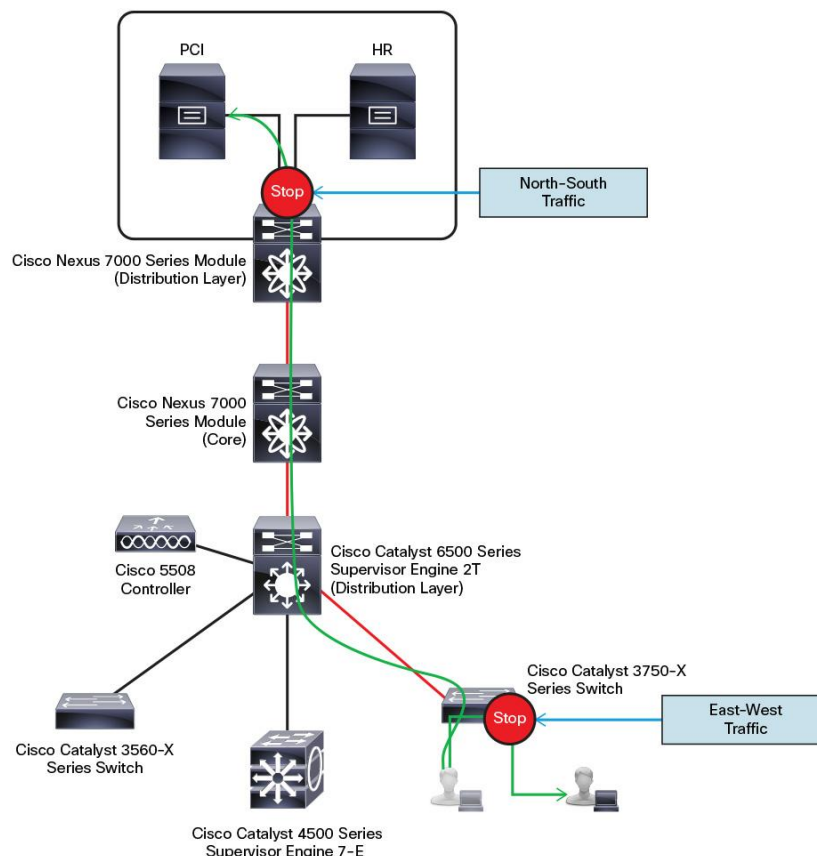 PCI
HR
Stop
North-South
Traffic
Cisco Nexus 7000 Series Module
(Distribution Layer)
Cisco Nexus 7000
Series Module
(Core)
Cisco 5508
Controller
Cisco Catalyst 6500 Series
Supervisor Engine 2T
(Distribution Layer)
Cisco Catalyst 3750-X
Series Switch
Stop
East-West
Traffic
Cisco Catalyst 3560-X
Series Switch
Cisco Catalyst 4500 Series
Supervisor Engine 7-E